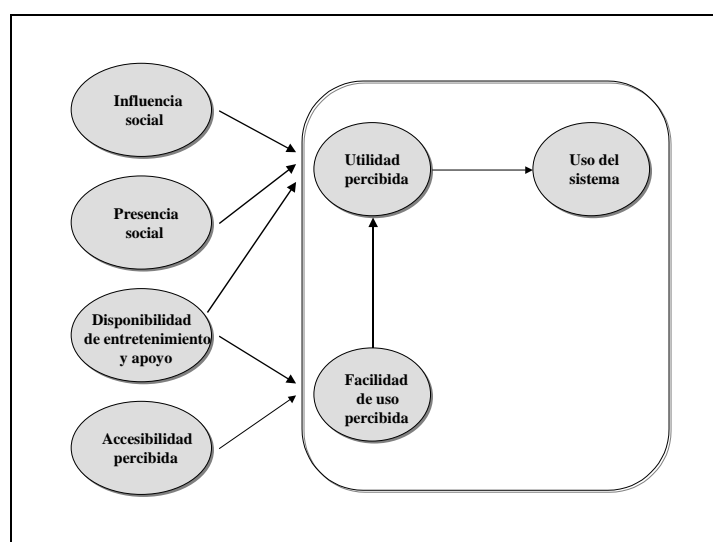 Influencia
social
Presencia
social
Disponibilidad
de entretenimiento
y apoyo
Accesibilidad
percibida
Utilidad
percibida
Uso del
sistema
Facilidad
de uso
percibida